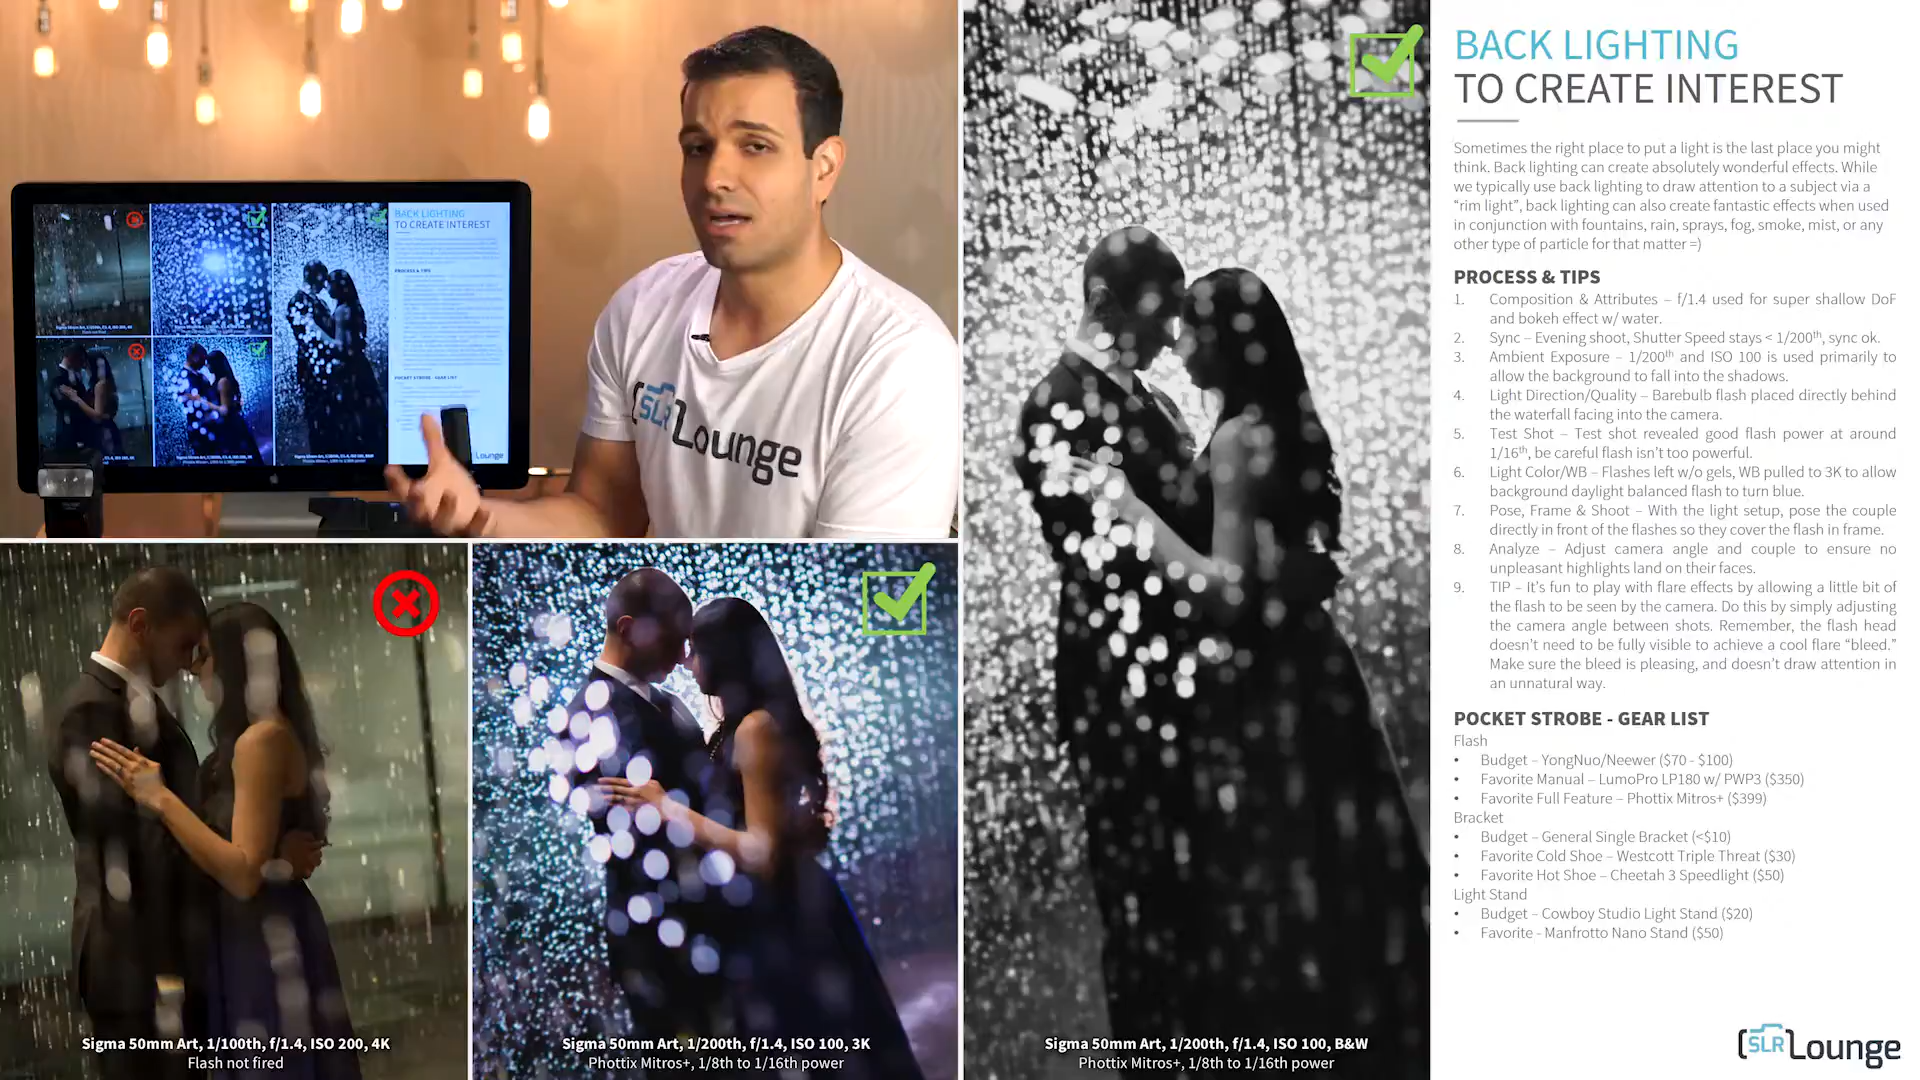 BACK LIGHTING
TO CREATE INTEREST
PROCESS & TIPS
POCKET STROBE - GEAR LIST
Lounge
[SLR Lounge
Sigma 50mm Art, 1/100th, f/1.4, ISO 200, 4K
Flash not fired
Sigma 50mm Art, 1/200th, f/1.4, ISO 100, 3K
Phottix Mitros+, 1/8th to 1/16th power
Sigma 50mm Art, 1/200th, f/1.4, ISO 100, B&W
Phottix Mitros+, 1/8th to 1/16th power
BACK LIGHTING
TO CREATE INTEREST
Sometimes the right place to put a light is the last place you might
think. Back lighting can create absolutely wonderful effects. While
we typically use back lighting to draw attention to a subject via a
“rim light”, back lighting can also create fantastic effects when used
in conjunction with fountains, rain, sprays, fog, smoke, mist, or any
other type of particle for that matter =)
PROCESS & TIPS
1. Composition & Attributes – f/1.4 used for super shallow DoF
and bokeh effect w/ water.
2. Sync – Evening shoot, Shutter Speed stays < 1/200th, sync ok.
3. Ambient Exposure – 1/200th and ISO 100 is used primarily to
allow the background to fall into the shadows.
4. Light Direction/Quality – Barebulb flash placed directly behind
the waterfall facing into the camera.
5. Test Shot – Test shot revealed good flash power at around
1/16th, be careful flash isn’t too powerful.
6. Light Color/WB – Flashes left w/o gels, WB pulled to 3K to allow
background daylight balanced flash to turn blue.
7. Pose, Frame & Shoot – With the light setup, pose the couple
directly in front of the flashes so they cover the flash in frame.
8. Analyze – Adjust camera angle and couple to ensure no
unpleasant highlights land on their faces.
9. TIP – It’s fun to play with flare effects by allowing a little bit of
the flash to be seen by the camera. Do this by simply adjusting
the camera angle between shots. Remember, the flash head
doesn’t need to be fully visible to achieve a cool flare “bleed.”
Make sure the bleed is pleasing, and doesn’t draw attention in
an unnatural way.
POCKET STROBE - GEAR LIST
Flash
• Budget – YongNuo/Neewer ($70 - $100)
• Favorite Manual – LumoPro LP180 w/ PWP3 ($350)
• Favorite Full Feature – Phottix Mitros+ ($399)
Bracket
• Budget – General Single Bracket (<$10)
• Favorite Cold Shoe – Westcott Triple Threat ($30)
• Favorite Hot Shoe – Cheetah 3 Speedlight ($50)
Light Stand
• Budget – Cowboy Studio Light Stand ($20)
• Favorite - Manfrotto Nano Stand ($50)
[SLR Lounge